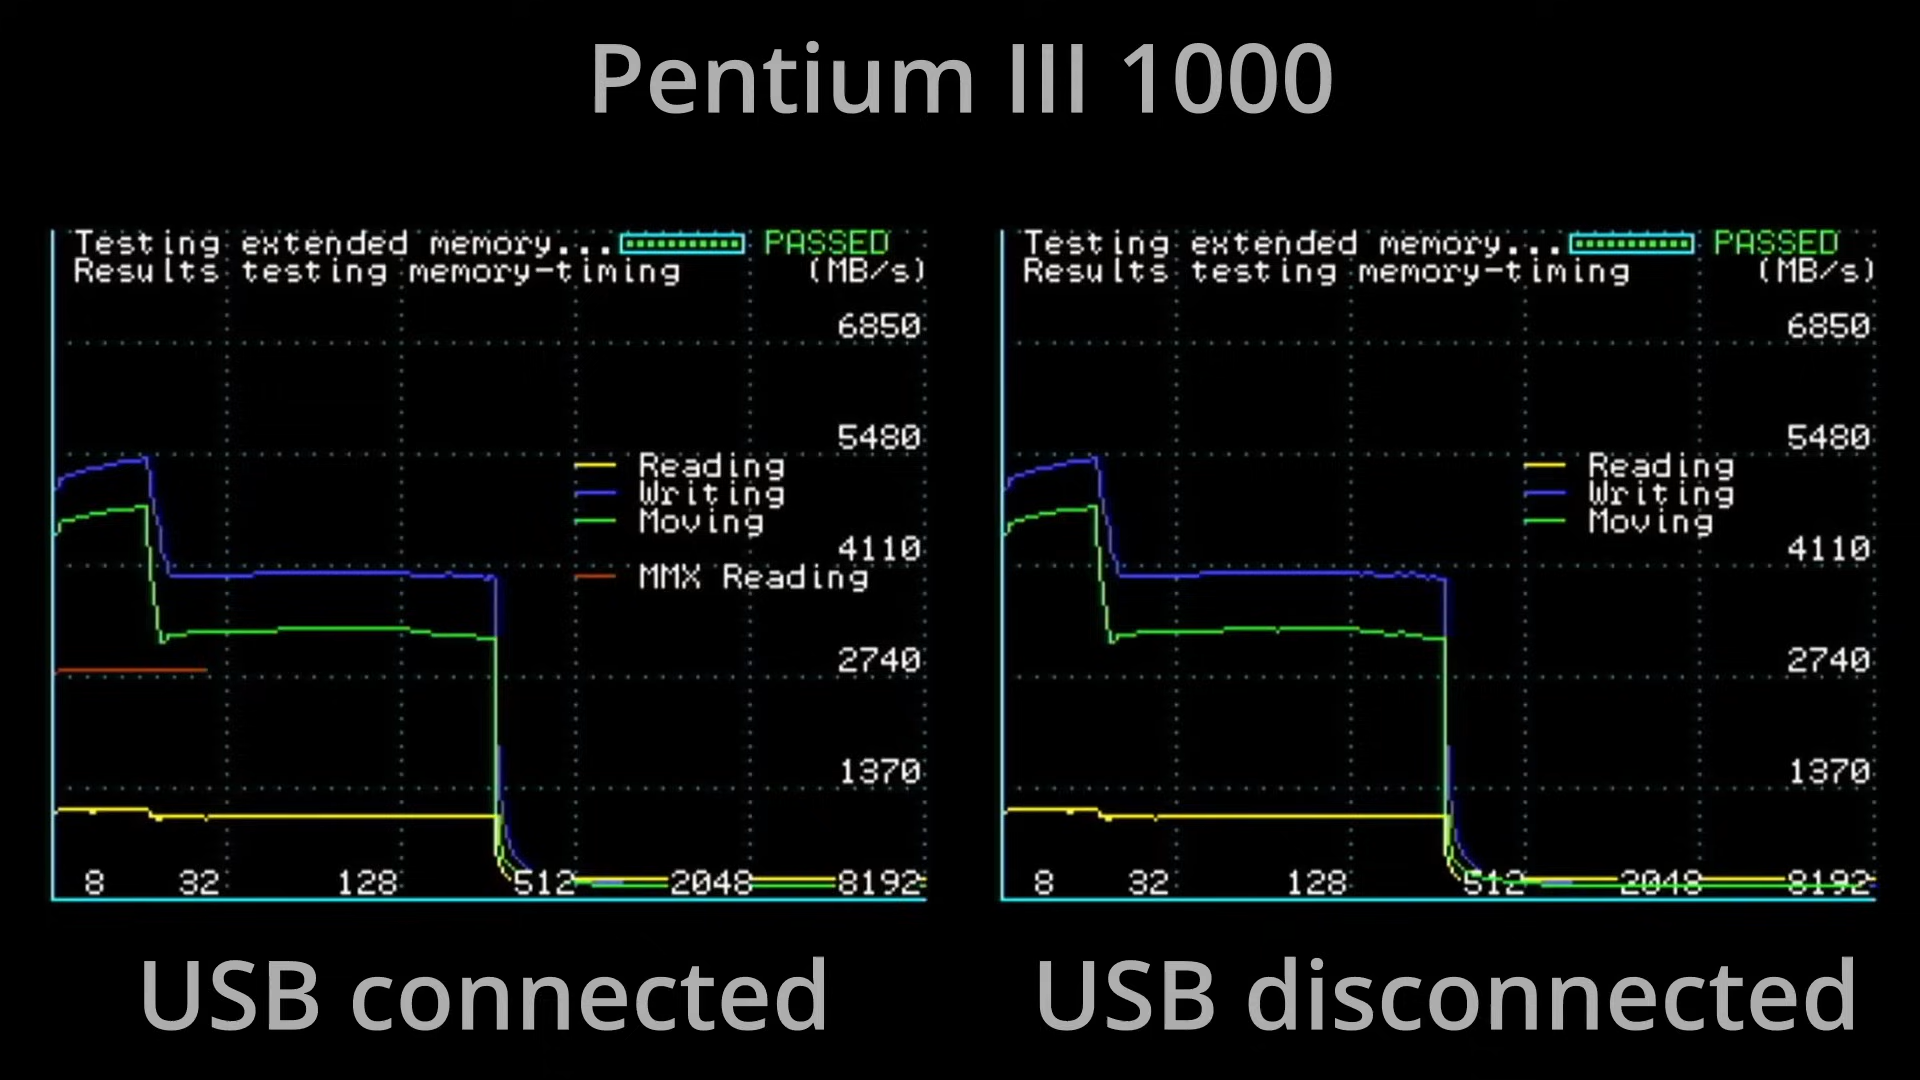 Pentium III 1000
Testing extended memory... PASSED
Results testing memory-timing (MB/s)
6850
5480
Reading
Writing
Moving
4110
MMX Reading
2740
1370
8 32 128 512 2048 8192
USB connected
Testing extended memory... PASSED
Results testing memory-timing (MB/s)
6850
5480
Reading
Writing
Moving
4110
2740
1370
8 32 128 512 2048 8192
USB disconnected